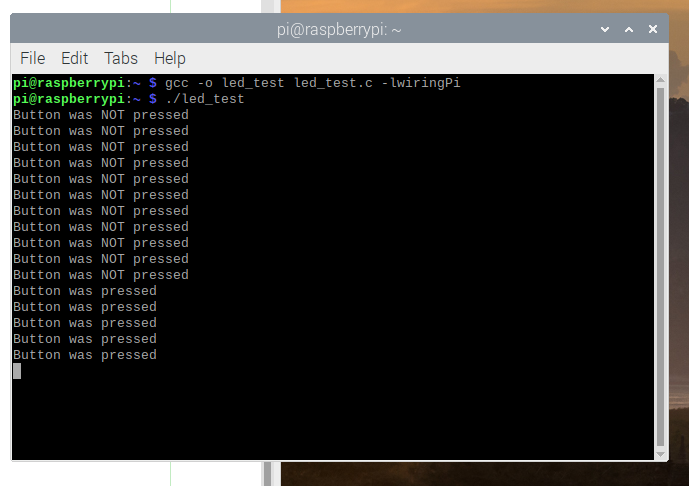 pi@raspberrypi: ~
File Edit Tabs Help
pi@raspberrypi:~ $ gcc -o led_test led_test.c -lwiringPi
pi@raspberrypi:~ $ ./led_test
Button was NOT pressed
Button was NOT pressed
Button was NOT pressed
Button was NOT pressed
Button was NOT pressed
Button was NOT pressed
Button was NOT pressed
Button was NOT pressed
Button was NOT pressed
Button was NOT pressed
Button was NOT pressed
Button was pressed
Button was pressed
Button was pressed
Button was pressed
Button was pressed